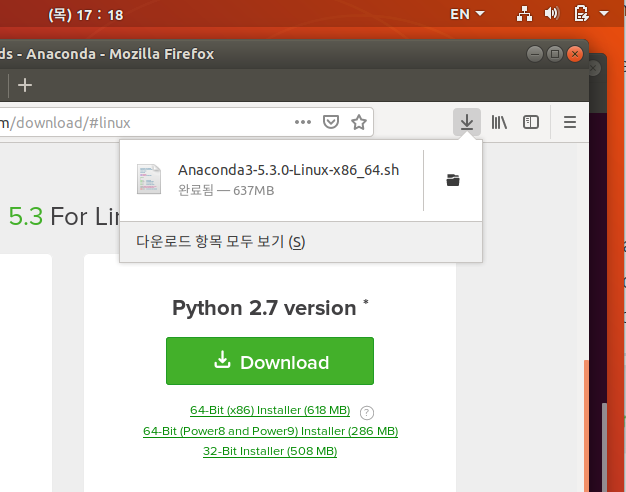 (목) 17 : 18
EN
ds - Anaconda - Mozilla Firefox
m/download/#linux
Anaconda3-5.3.0-Linux-x86_64.sh
완료됨 — 637MB
5.3 For Lin
다운로드 항목 모두 보기 (S)
Python 2.7 version *
Download
64-Bit (x86) Installer (618 MB) ?
64-Bit (Power8 and Power9) Installer (286 MB)
32-Bit Installer (508 MB)